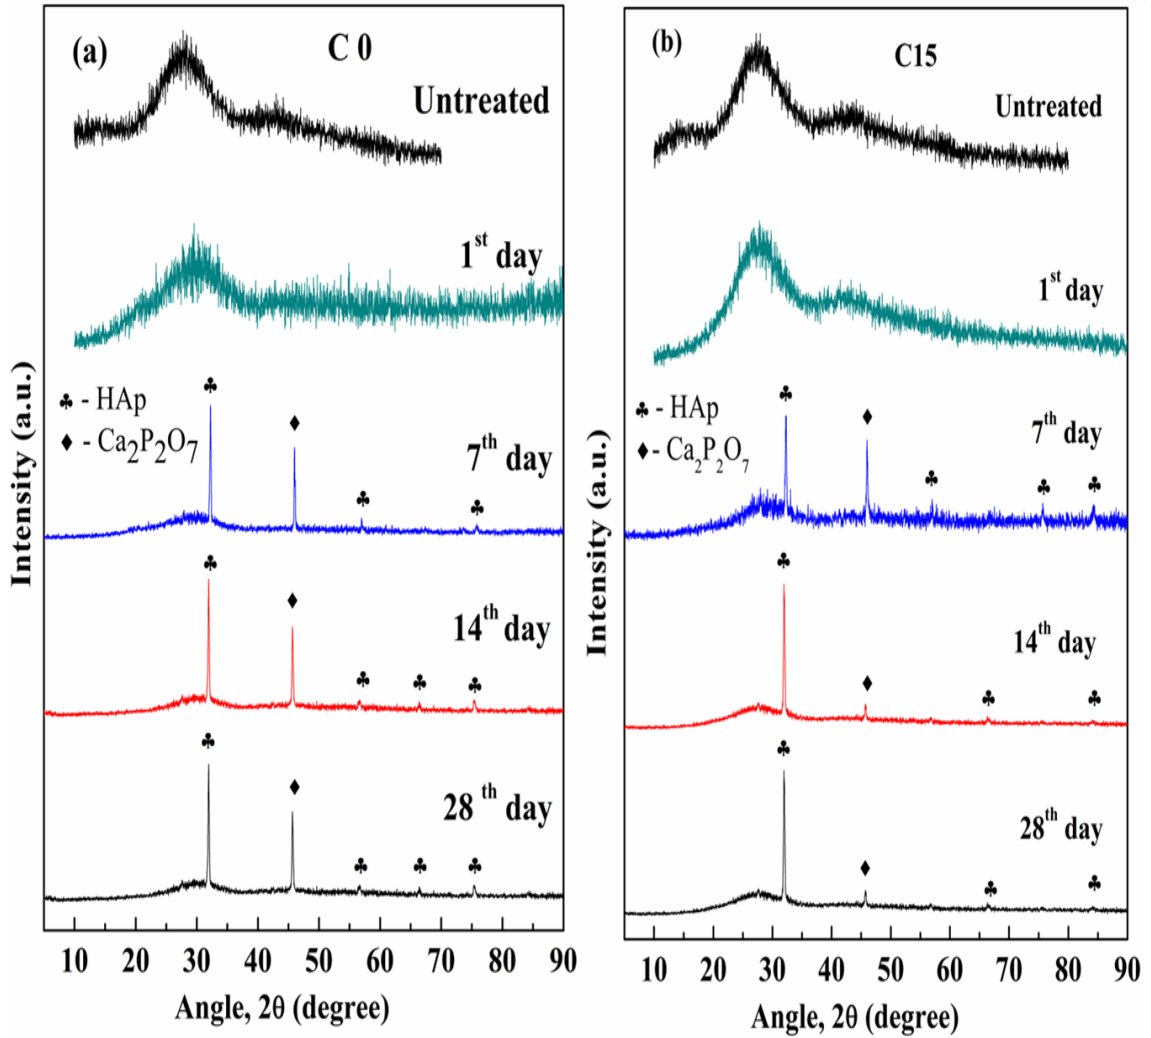 (a)
C 0
Untreated
1st day
♣ - HAp
♦ - Ca2P2O7
7th day
14th day
28 th day
10 20 30 40 50 60 70 80 90
Angle, 2θ (degree)
Intensity (a.u.)
(b)
C15
Untreated
1st day
♣ - HAp
♦- Ca2P2O7
7th day
14th day
28th day
10 20 30 40 50 60 70 80 90
Angle, 2θ (degree)
Intensity (a.u.)